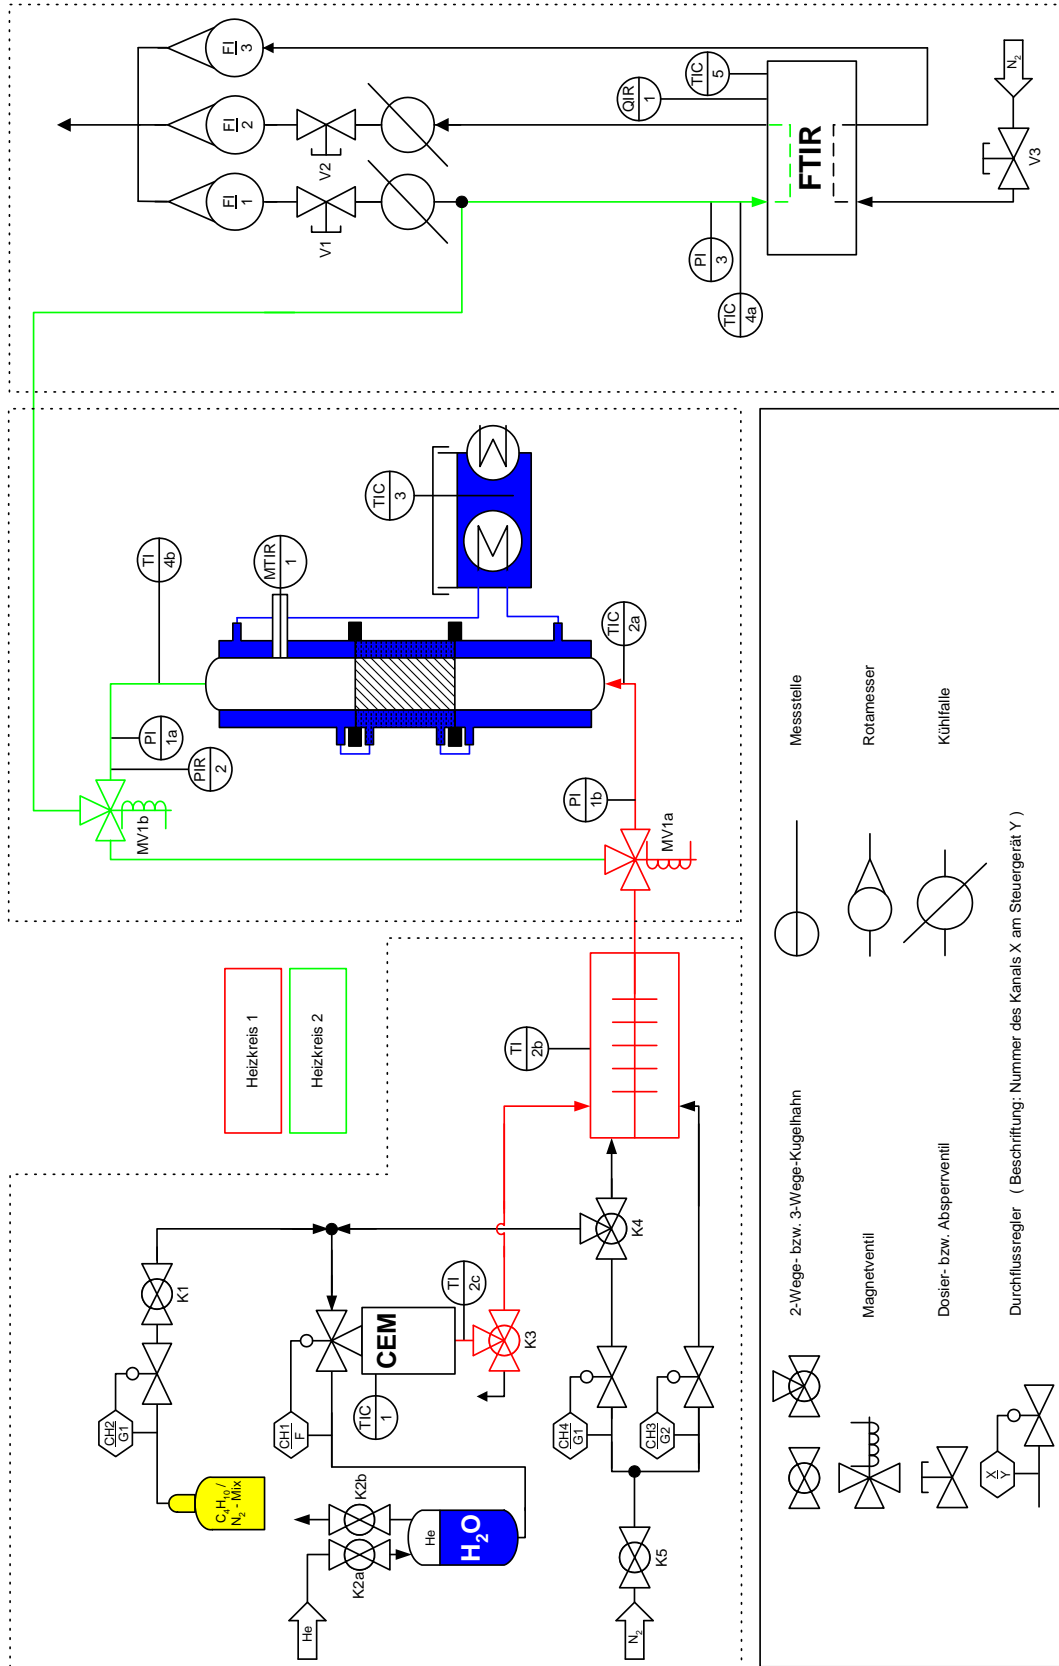 FI
3
FI
2
FI
1
V2
V1
TIC
5
QIR
1
FTIR
N2
V3
PI
3
TIC
4a
TI
4b
MTIR
1
TIC
3
TIC
2a
PI
1a
PIR
2
MV1b
PI
1b
MV1a
Heizkreis 1
Heizkreis 2
TI
2b
K1
CH2
G1
C4H10 /
N2 - Mix
CH1
F
CEM
TIC
1
TI
2c
K3
K4
CH4
G1
CH3
G2
K2b
K2a
He
H2O
He
K5
N2
Messstelle
Rotamesser
Kühlfalle
2-Wege- bzw. 3-Wege-Kugelhahn
Magnetventil
Dosier- bzw. Absperrventil
X
Y
Durchflussregler ( Beschriftung: Nummer des Kanals X am Steuergerät Y )